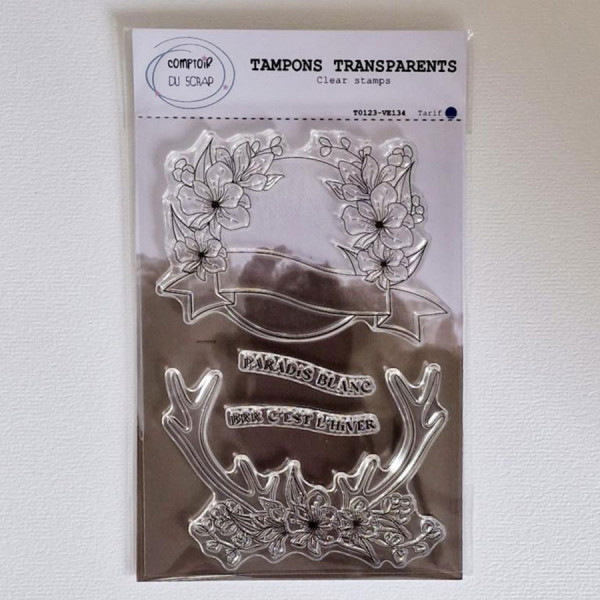 COMPTOIR
DU SCRAP
TAMPONS TRANSPARENTS
Clear stamps
T0123-VE134 Tarif
PARADIS BLANC
BRR C'EST L'HIVER